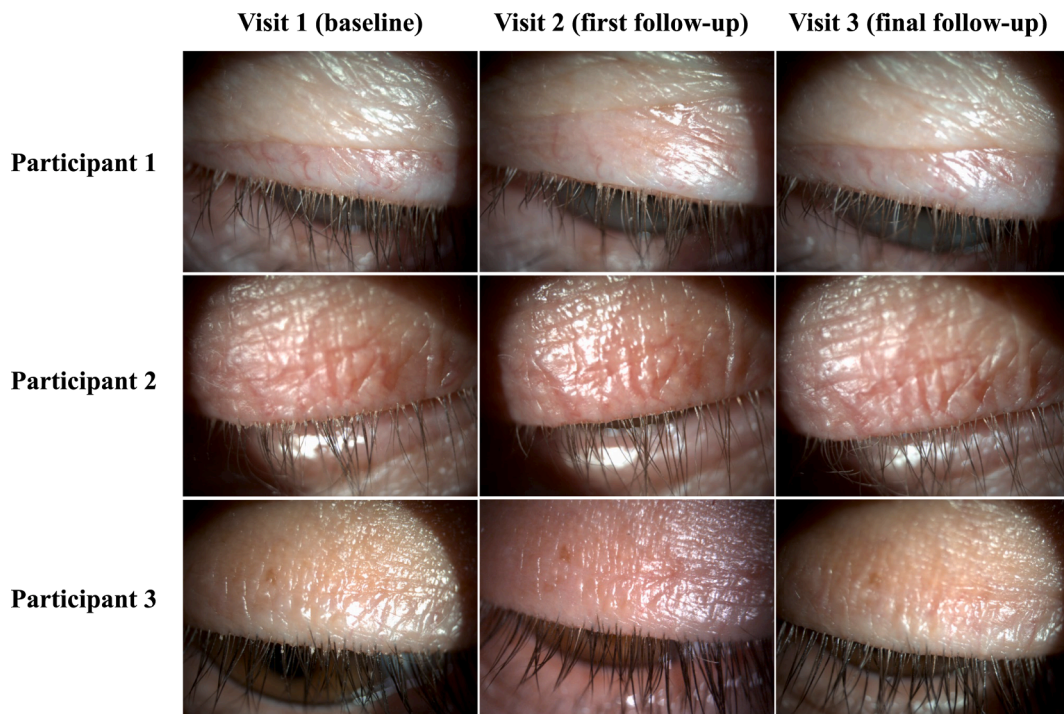 Visit 1 (baseline)
Visit 2 (first follow-up)
Visit 3 (final follow-up)
Participant 1
Participant 2
Participant 3